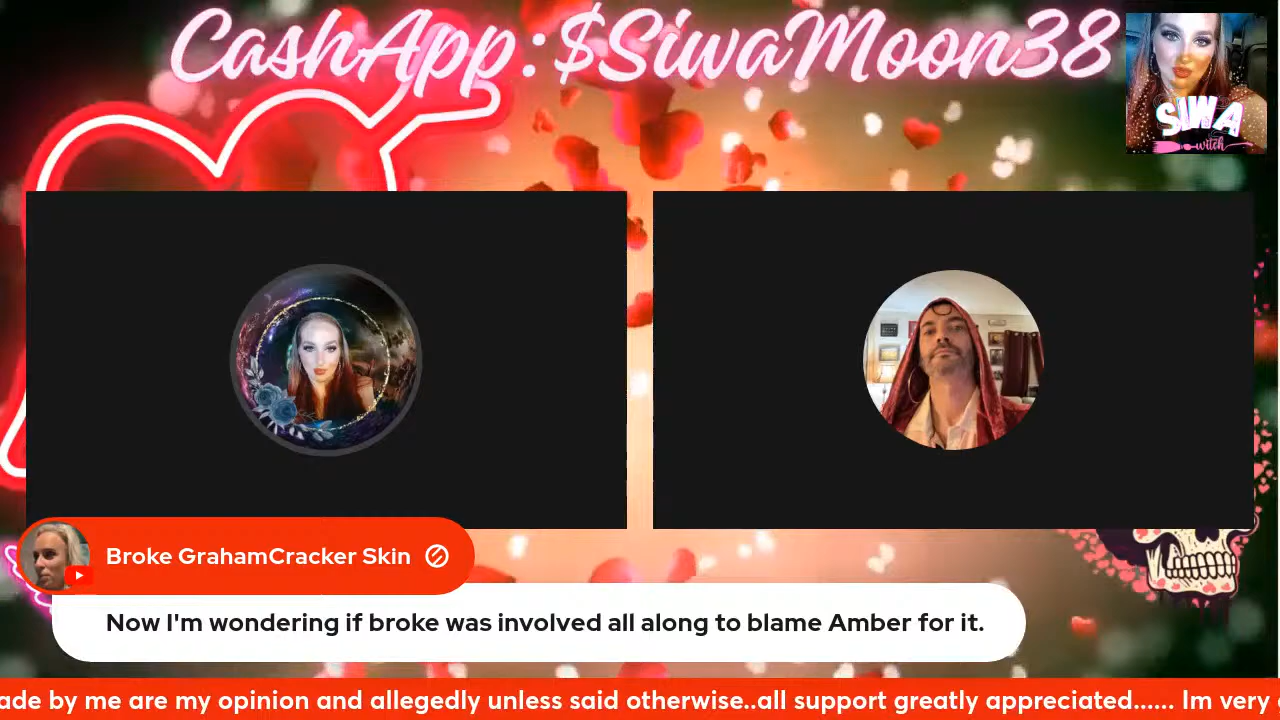 CashApp:$SiwaMoon38
SIWA
witch
Broke GrahamCracker Skin
Now I'm wondering if broke was involved all along to blame Amber for it.
ade by me are my opinion and allegedly unless said otherwise..all support greatly appreciated...... Im very